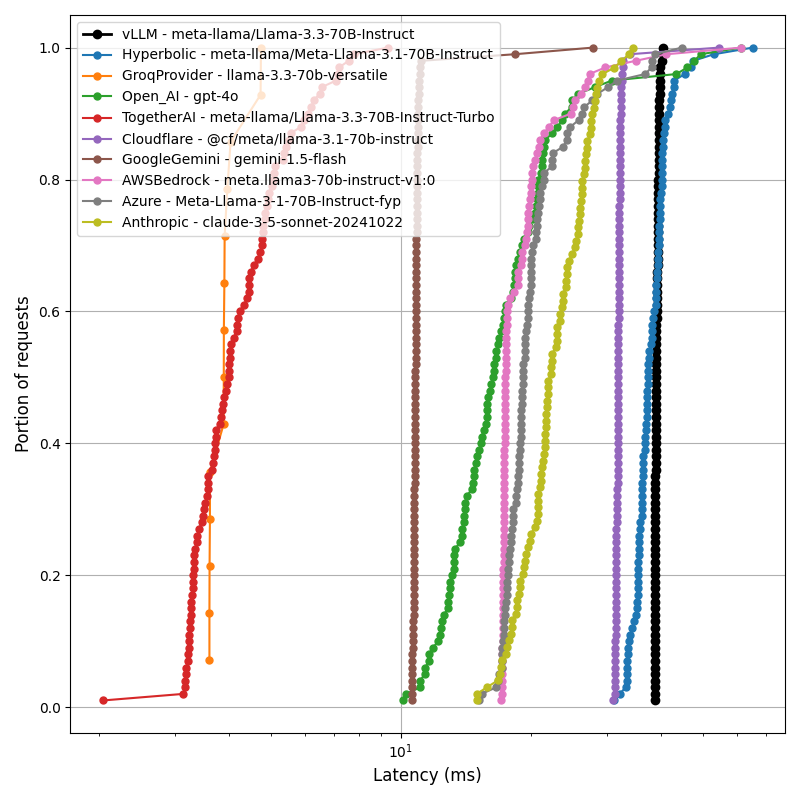 vLLM - meta-llama/Llama-3.3-70B-Instruct
Hyperbolic - meta-llama/Meta-Llama-3.1-70B-Instruct
GroqProvider - llama-3.3-70b-versatile
Open_AI - gpt-4o
TogetherAI - meta-llama/Llama-3.3-70B-Instruct-Turbo
Cloudflare - @cf/meta/llama-3.1-70b-instruct
GoogleGemini - gemini-1.5-flash
AWSBedrock - meta.llama3-70b-instruct-v1:0
Azure - Meta-Llama-3-1-70B-Instruct-fyp
Anthropic - claude-3-5-sonnet-20241022
1.0
0.8
0.6
0.4
0.2
0.0
Portion of requests
10¹
Latency (ms)